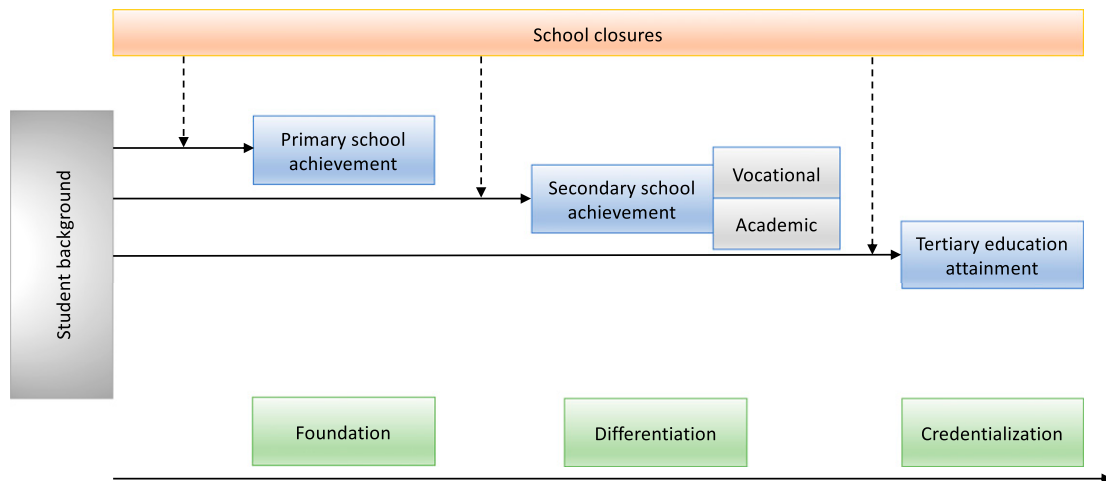 School closures
Student background
Primary school
achievement
Secondary school
achievement
Vocational
Academic
Tertiary education
attainment
Foundation
Differentiation
Credentialization